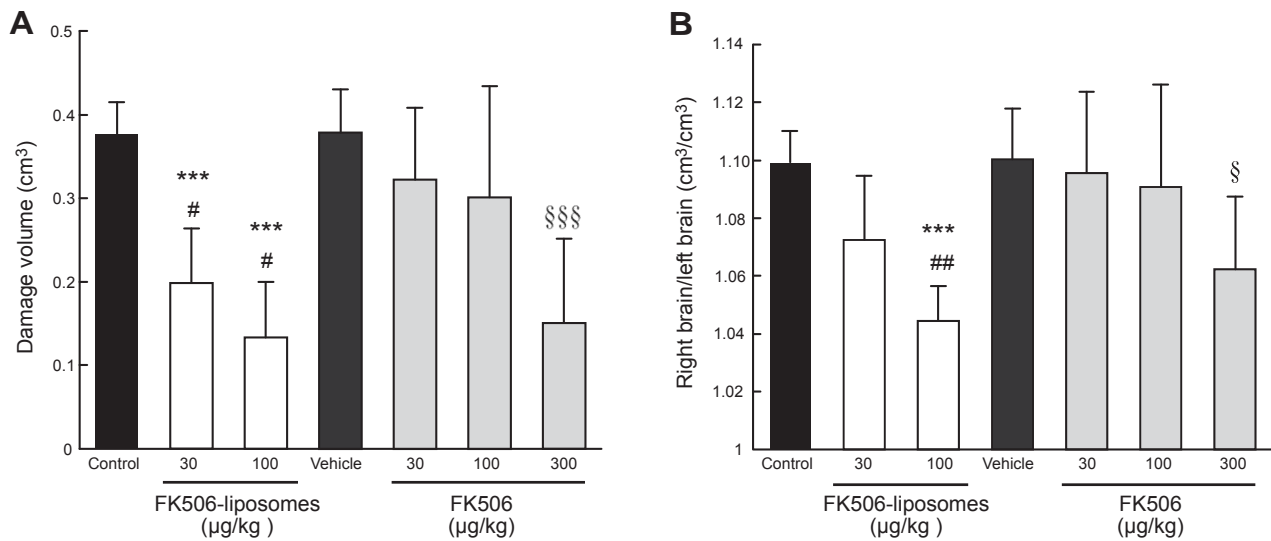 A
Damage volume (cm³)
0.5
0.4
0.3
0.2
0.1
0
***
#
***
#
§§§
Control
30
100
Vehicle
30
100
300
FK506-liposomes
(µg/kg )
FK506
(µg/kg)
B
Right brain/left brain (cm³/cm³)
1.14
1.12
1.10
1.08
1.06
1.04
1.02
1
***
##
§
Control
30
100
Vehicle
30
100
300
FK506-liposomes
(µg/kg )
FK506
(µg/kg)